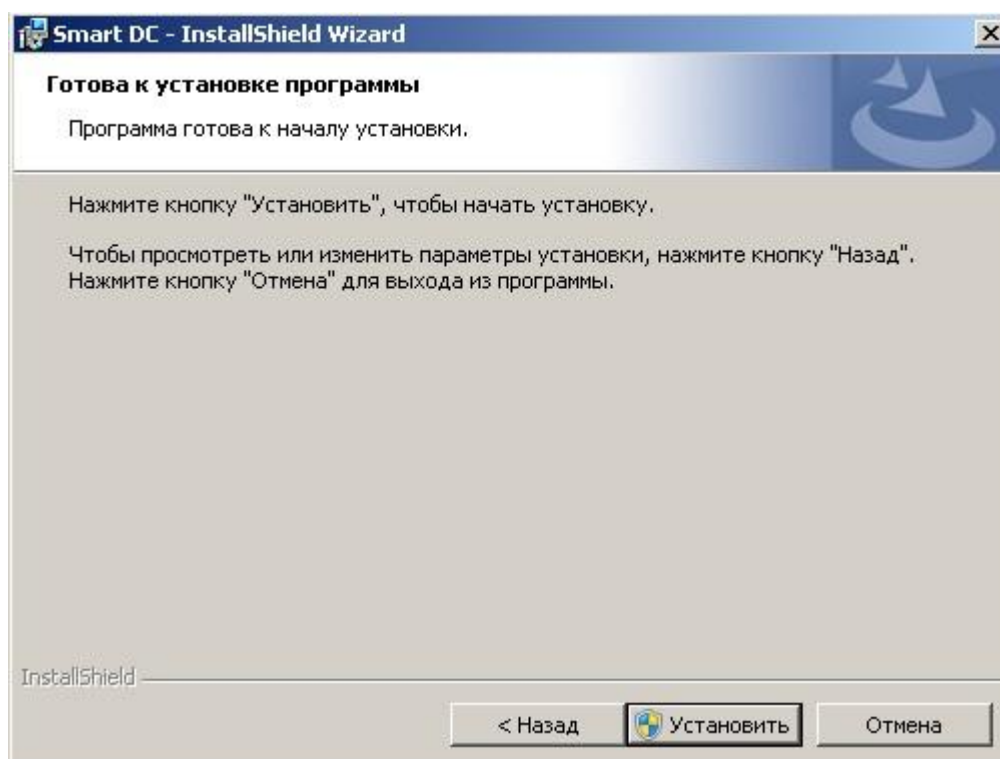 Smart DC - InstallShield Wizard
Готова к установке программы
Программа готова к началу установки.
Нажмите кнопку "Установить", чтобы начать установку.
Чтобы просмотреть или изменить параметры установки, нажмите кнопку "Назад".
Нажмите кнопку "Отмена" для выхода из программы.
InstallShield
< Назад
Установить
Отмена